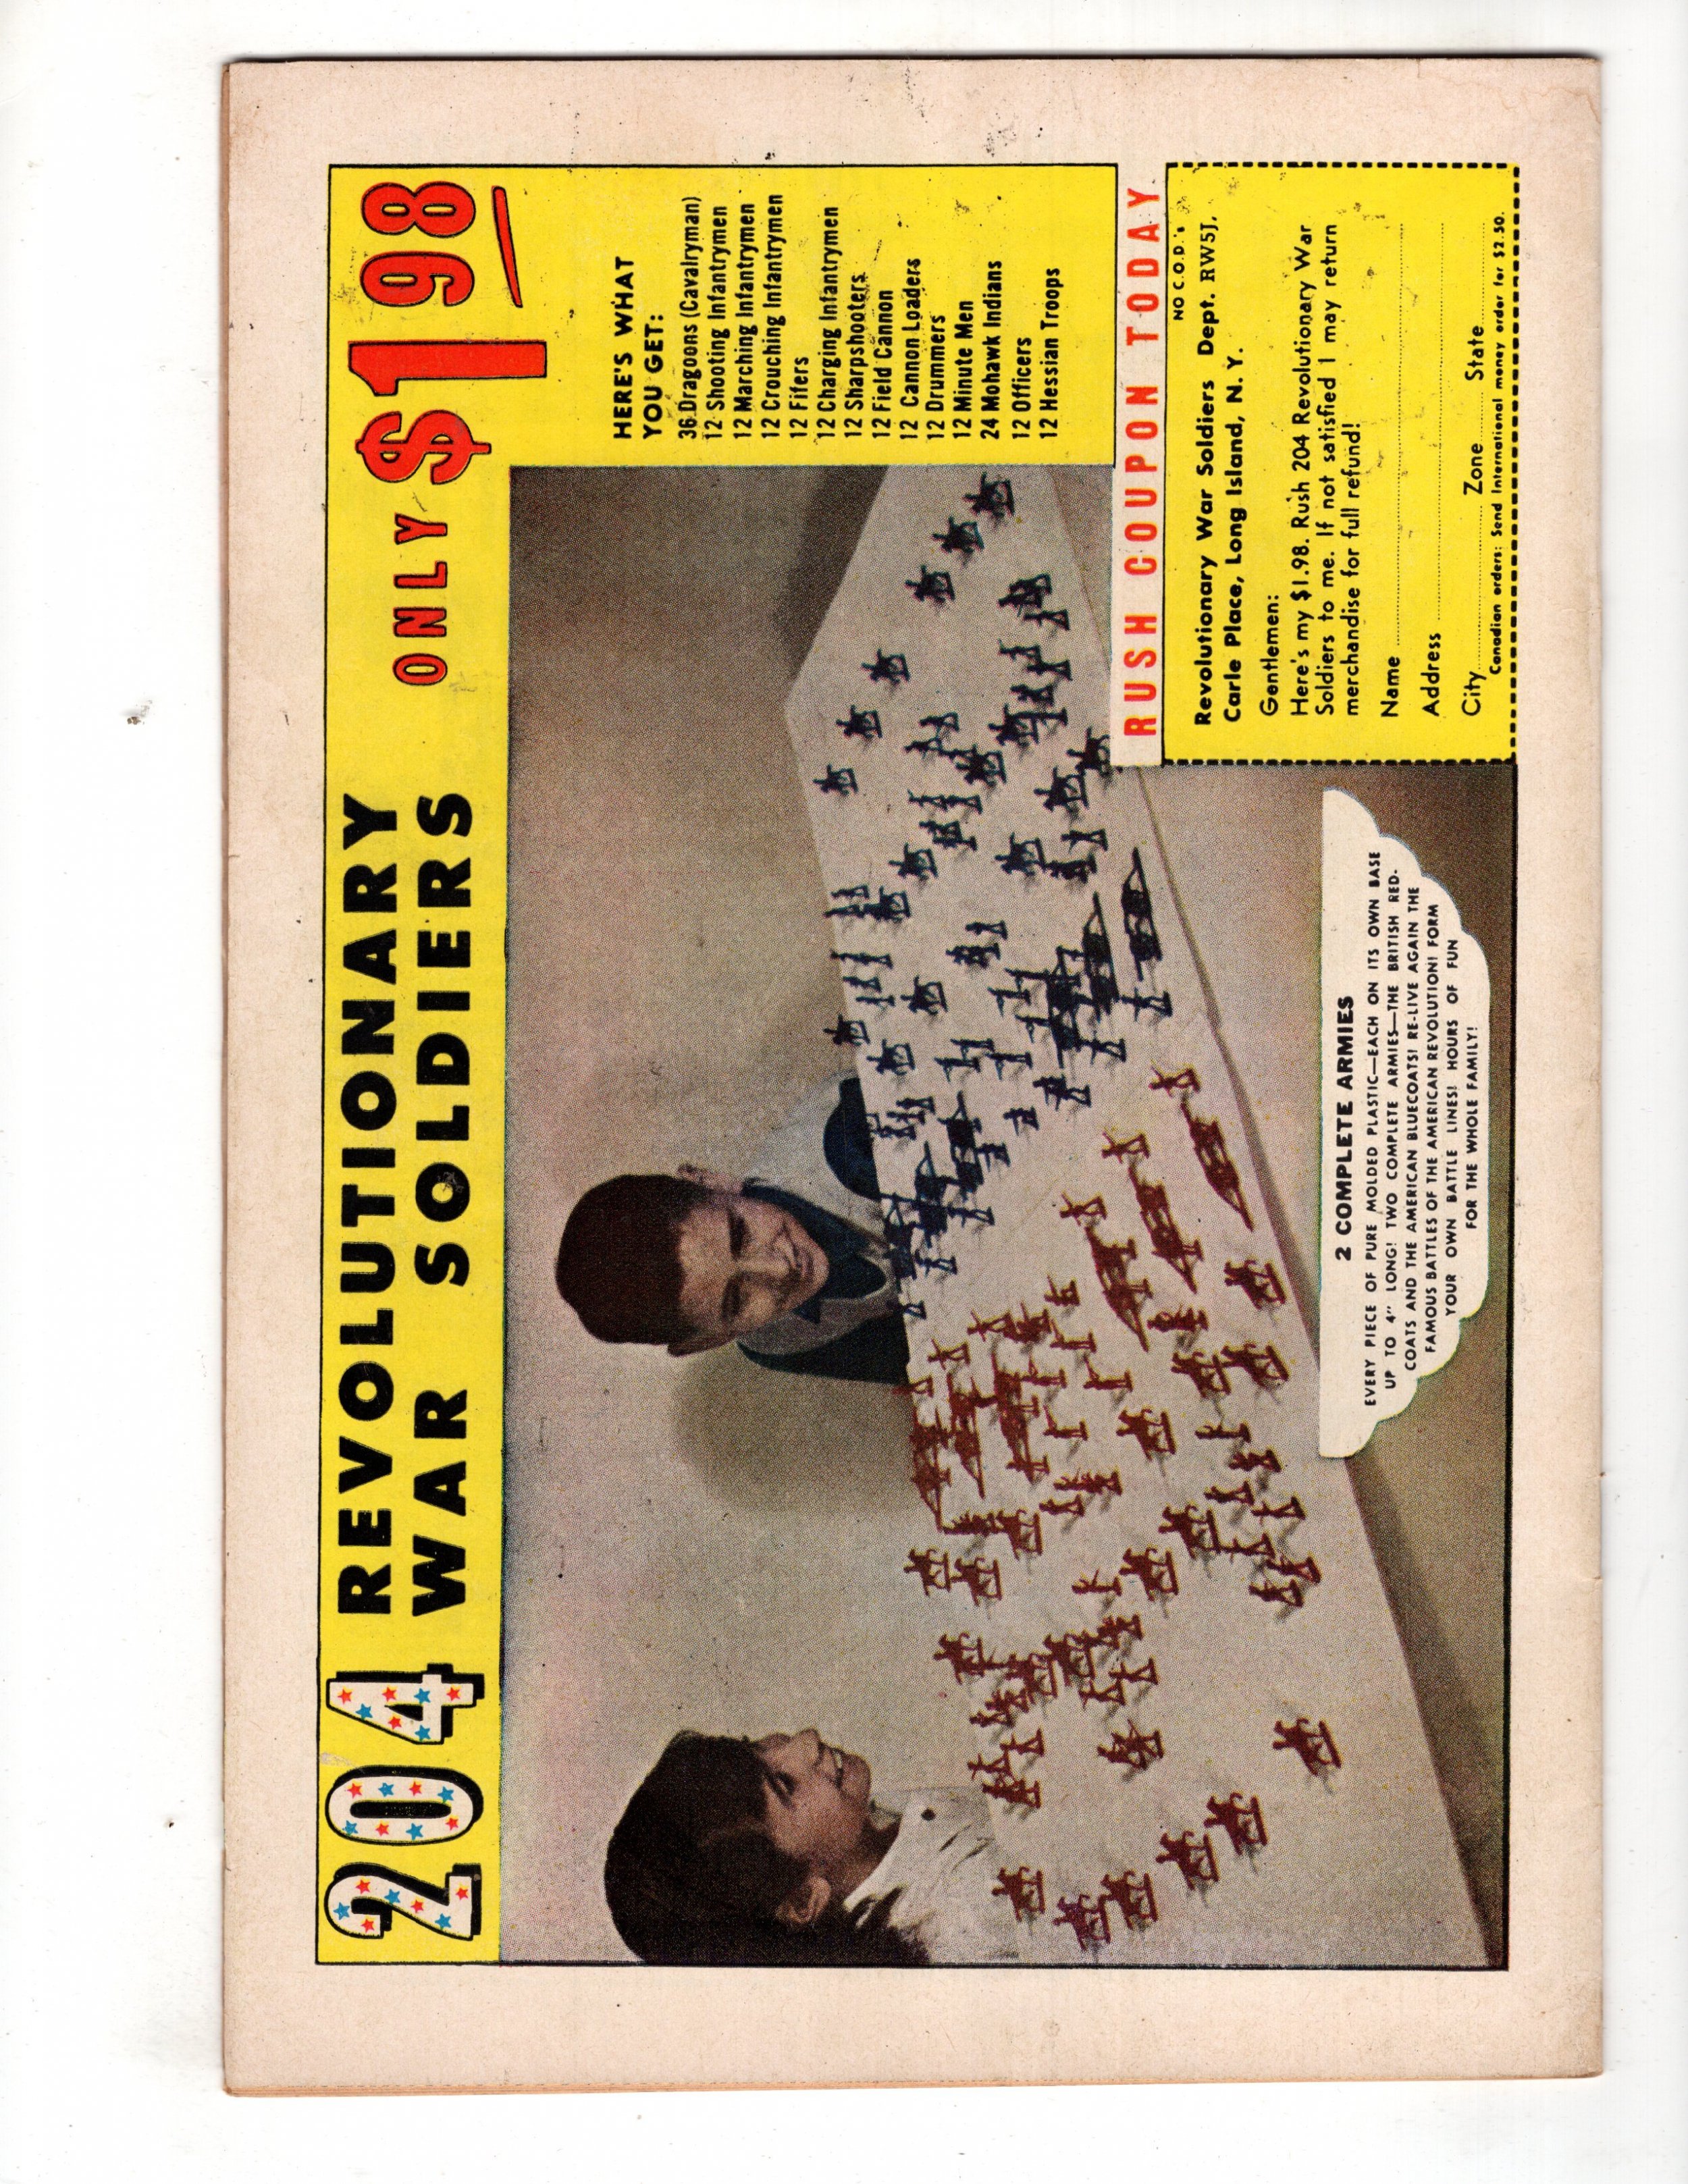 204 REVOLUTIONARY
WAR SOLDIERS
ONLY $1 98
HERE'S WHAT
YOU GET:
36 Dragoons (Cavalryman)
12 Shooting Infantrymen
12 Marching Infantrymen
12 Crouching Infantrymen
12 Fifers
12 Charging Infantrymen
12 Sharpshooters
12 Field Cannon
12 Cannon Loaders
12 Drummers
12 Minute Men
24 Mohawk Indians
12 Officers
12 Hessian Troops
RUSH COUPON TODAY
NO C.O.D.'s
Revolutionary War Soldiers Dept. RW5J,
Carle Place, Long Island, N. Y.
Gentlemen:
Here's my $1.98. Rush 204 Revolutionary War
Soldiers to me. If not satisfied I may return
merchandise for full refund!
Name
Address
City Zone State
Canadian orders: Send International money order for $2.50.
2 COMPLETE ARMIES
EVERY PIECE OF PURE MOLDED PLASTIC—EACH ON ITS OWN BASE
UP TO 4" LONG! TWO COMPLETE ARMIES—THE BRITISH RED-
COATS AND THE AMERICAN BLUECOATS! RE-LIVE AGAIN THE
FAMOUS BATTLES OF THE AMERICAN REVOLUTION! FORM
YOUR OWN BATTLE LINES! HOURS OF FUN
FOR THE WHOLE FAMILY!